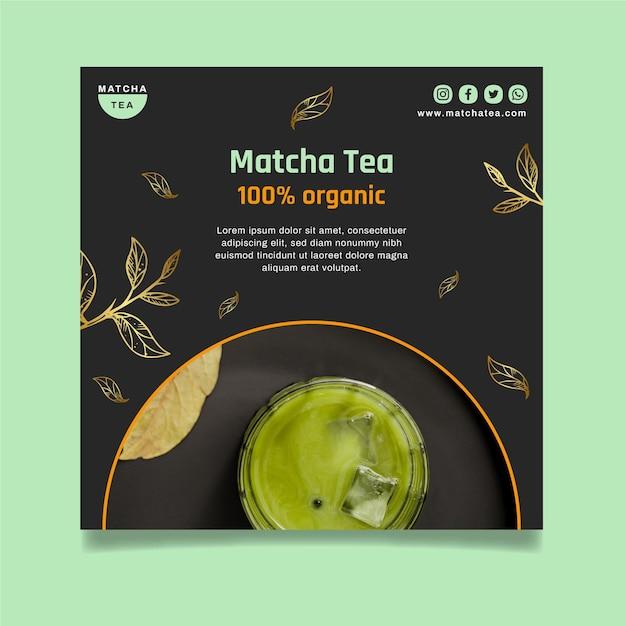 MATCHA
TEA
www.matchatea.com
Matcha Tea
100% organic
Lorem ipsum dolor sit amet, consectetuer
adipiscing elit, sed diam nonummy nibh
euismod tincidunt ut laoreet dolore magna
aliquam erat volutpat.